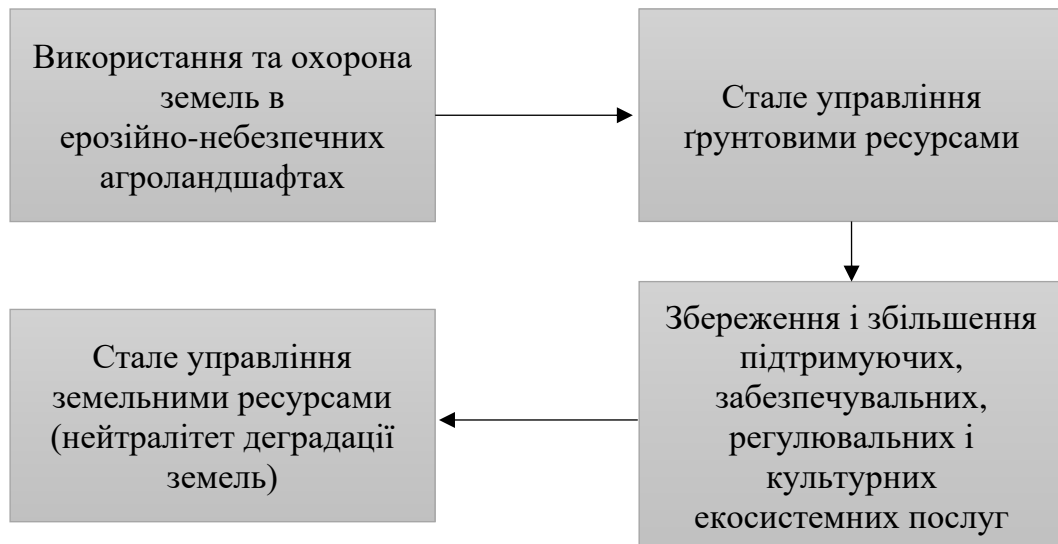 Використання та охорона
земель в
ерозійно-небезпечних
агроландшафтах
Стале управління
ґрунтовими ресурсами
Збереження і збільшення
підтримуючих,
забезпечувальних,
регулювальних і
культурних
екосистемних послуг
Стале управління
земельними ресурсами
(нейтралітет деградації
земель)